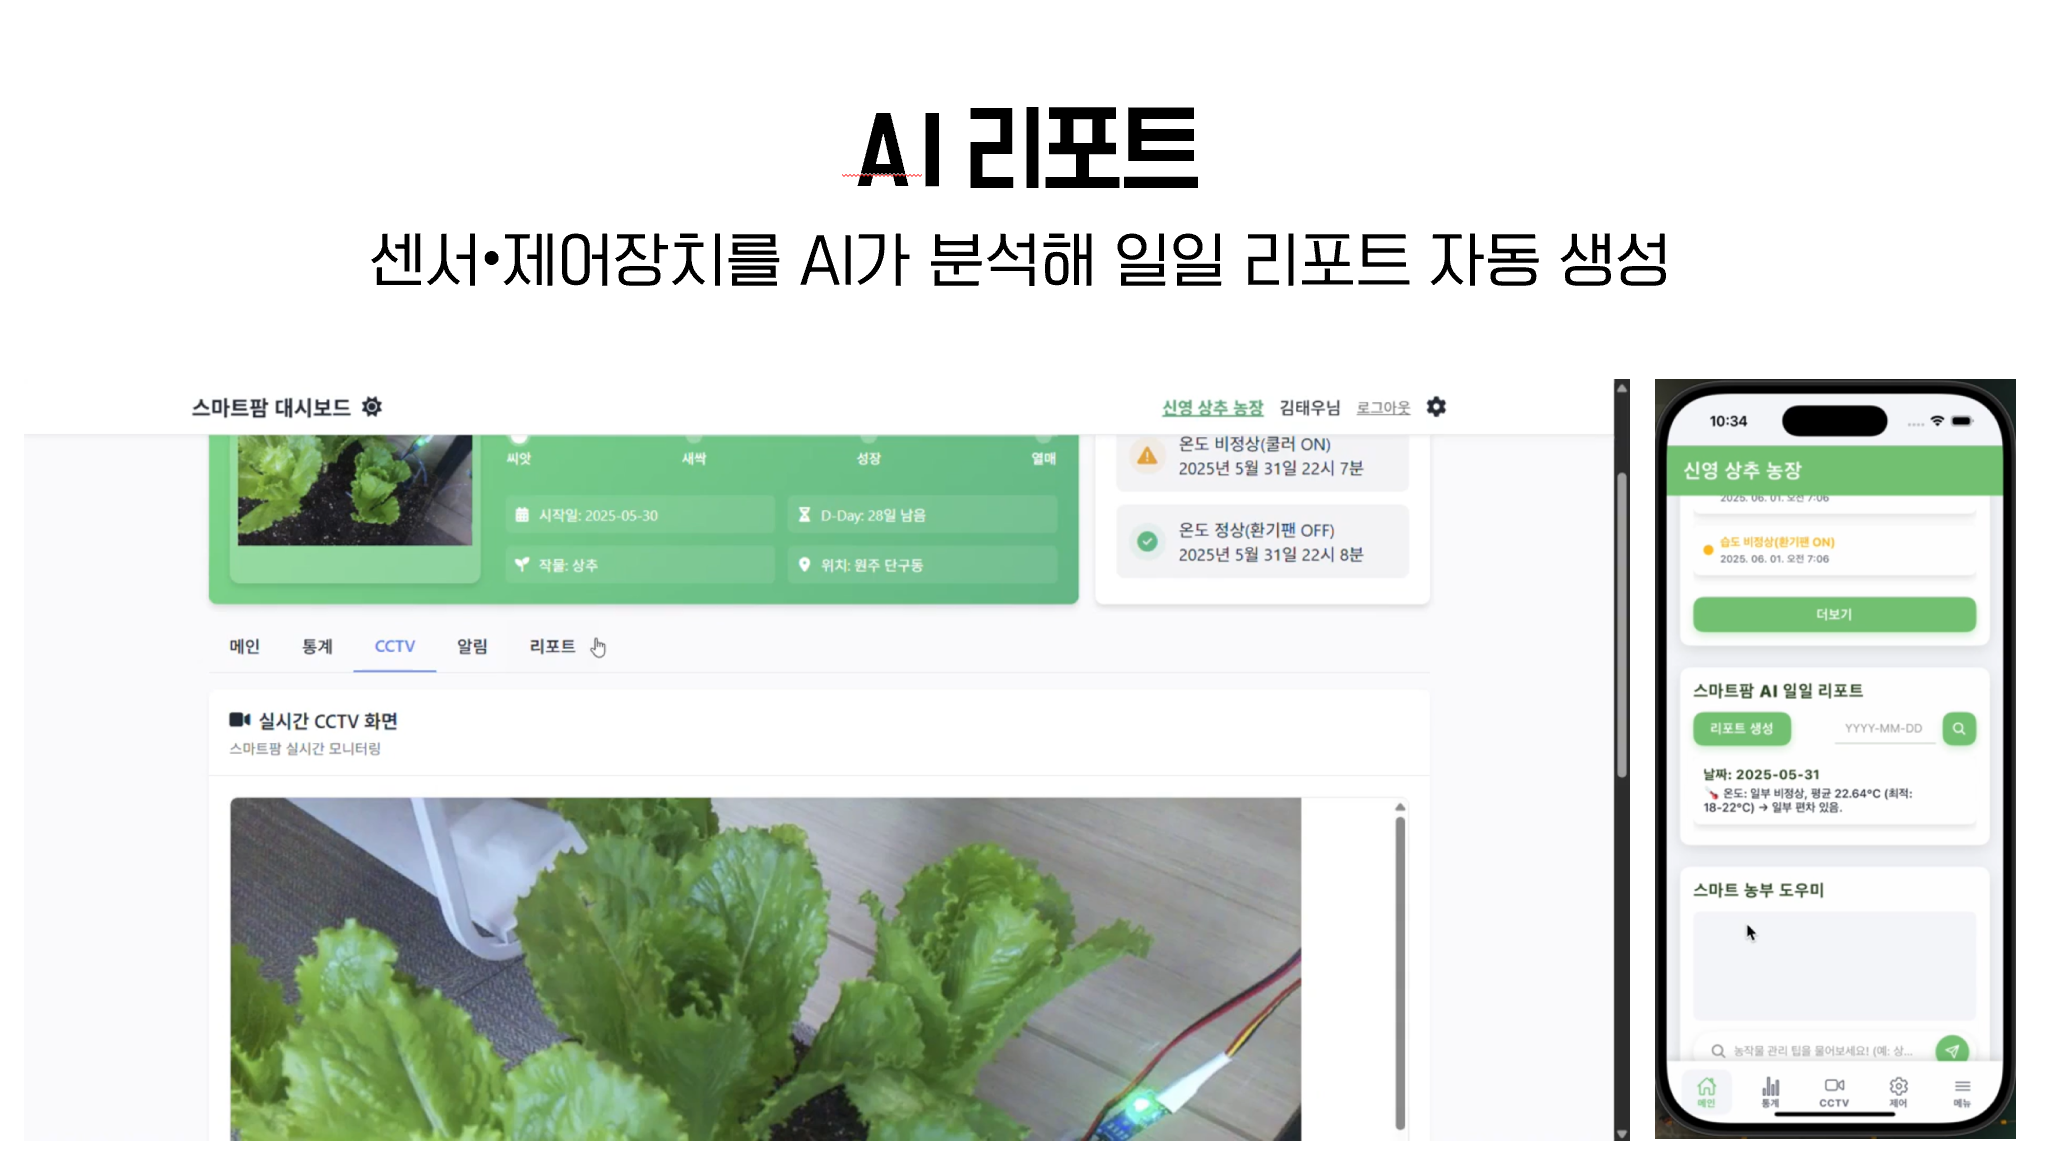 AI 리포트
센서•제어장치를 AI가 분석해 일일 리포트 자동 생성
스마트팜 대시보드
신영 상추 농장 김태우님 로그아웃
씨앗 새싹 성장 열매
시작일: 2025-05-30
D-Day: 28일 남음
작물: 상추
위치: 원주 단구동
온도 비정상(쿨러 ON)
2025년 5월 31일 22시 7분
온도 정상(환기팬 OFF)
2025년 5월 31일 22시 8분
메인 통계 CCTV 알림 리포트
실시간 CCTV 화면
스마트팜 실시간 모니터링
10:34
신영 상추 농장
2025. 06. 01. 오전 7:06
습도 비정상(환기팬 ON)
2025. 06. 01. 오전 7:06
더보기
스마트팜 AI 일일 리포트
리포트 생성
YYYY-MM-DD
날짜: 2025-05-31
온도: 일부 비정상, 평균 22.64°C (최적:
18-22°C) → 일부 편차 있음.
스마트 농부 도우미
농작물 관리 팁을 물어보세요! (예: 상...
메인 통계 CCTV 제어 메뉴